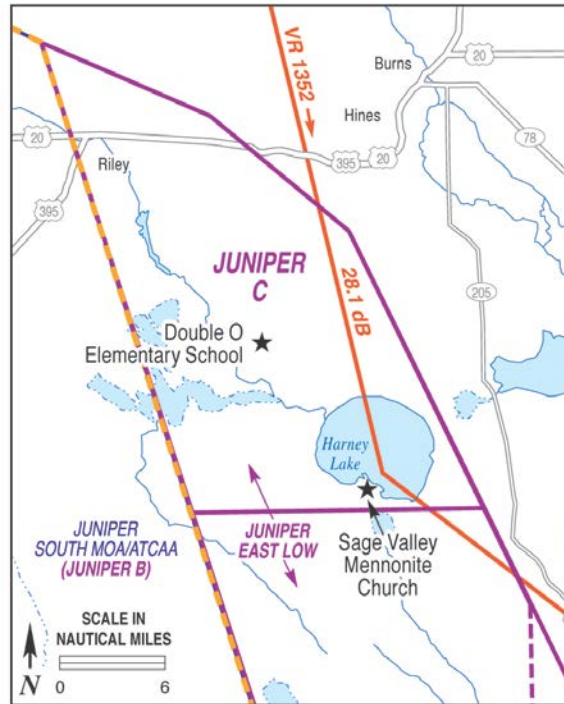 Burns
20
VR 1352
Hines
20
395
20
78
Riley
395
JUNIPER
C
28.1 dB
205
Double O
Elementary School
Harney
Lake
JUNIPER
SOUTH MOA/ATCAA
(JUNIPER B)
JUNIPER
EAST LOW
Sage Valley
Mennonite
Church
SCALE IN
NAUTICAL MILES
N
0 6